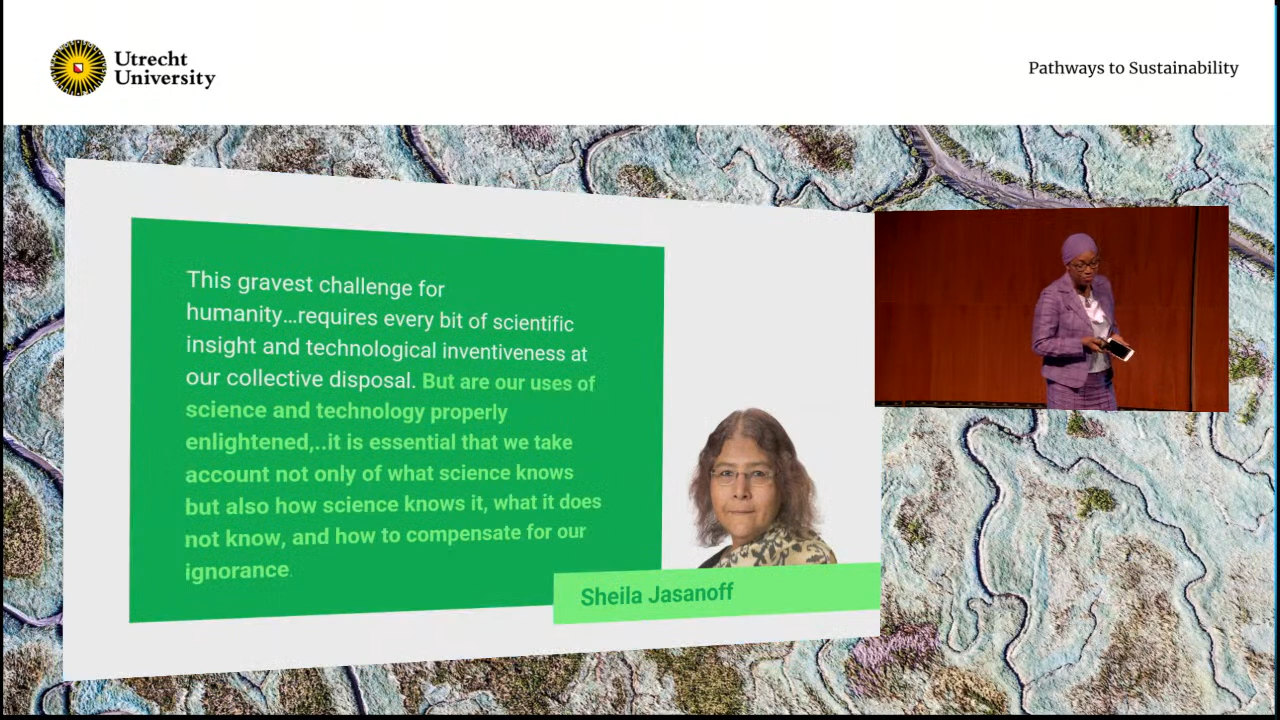 Utrecht
University
Pathways to Sustainability
This gravest challenge for
humanity...requires every bit of scientific
insight and technological inventiveness at
our collective disposal. But are our uses of
science and technology properly
enlightened,..it is essential that we take
account not only of what science knows
but also how science knows it, what it does
not know, and how to compensate for our
ignorance.
Sheila Jasanoff